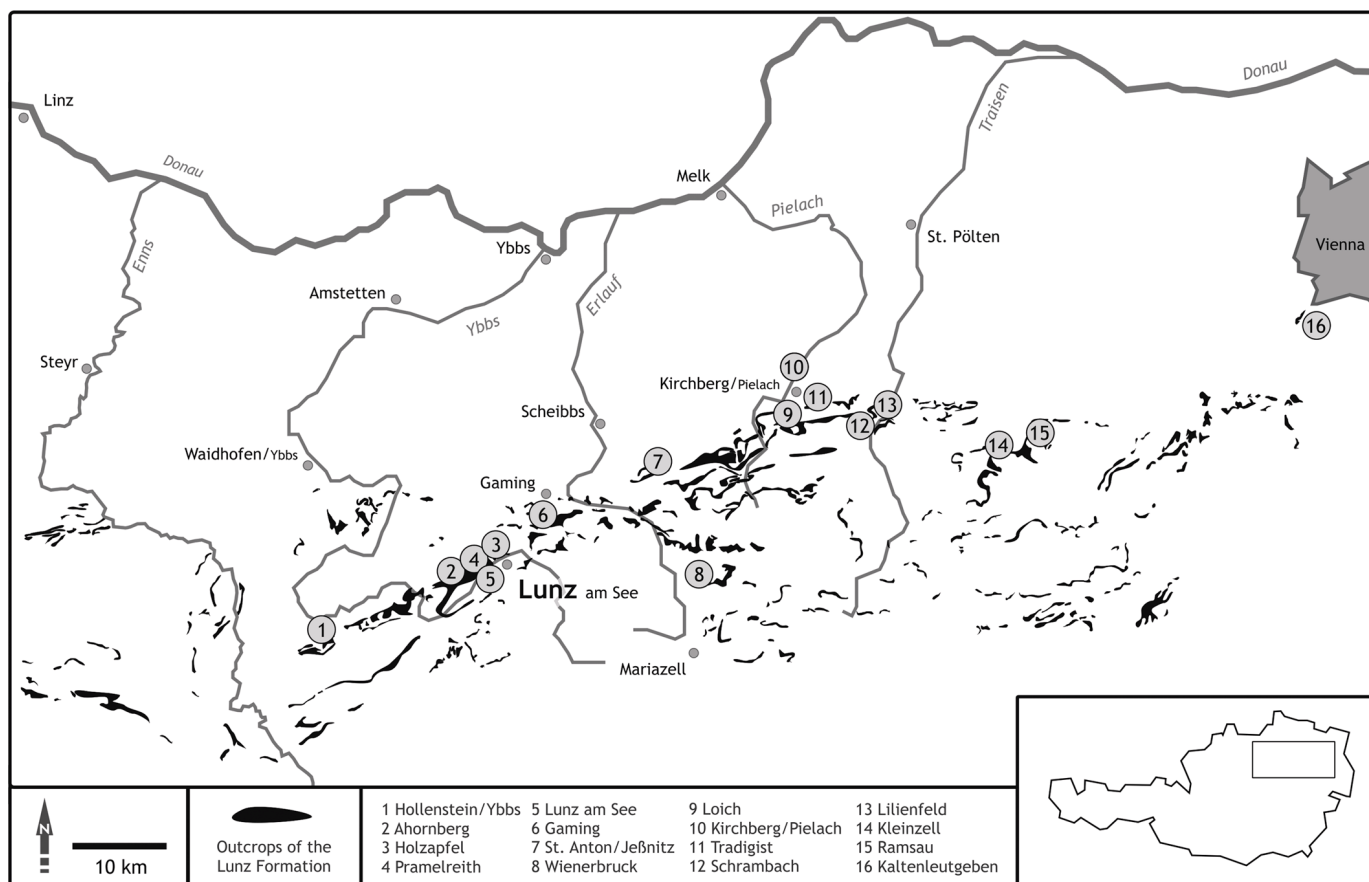 Linz
Donau
Enns
Steyr
Amstetten
Ybbs
Ybbs
Waidhofen/Ybbs
Erlauf
Scheibbs
Gaming
Melk
Pielach
Kirchberg/Pielach
St. Pölten
Traisen
Donau
Vienna
16
10
11
9
12
13
14
15
7
6
3
4
2
5
8
1
Lunz am See
Mariazell
N
10 km
Outcrops of the
Lunz Formation
1 Hollenstein/Ybbs
2 Ahornberg
3 Holzapfel
4 Pramelreith
5 Lunz am See
6 Gaming
7 St. Anton/Jeßnitz
8 Wienerbruck
9 Loich
10 Kirchberg/Pielach
11 Tradigist
12 Schrambach
13 Lilienfeld
14 Kleinzell
15 Ramsau
16 Kaltenleutgeben